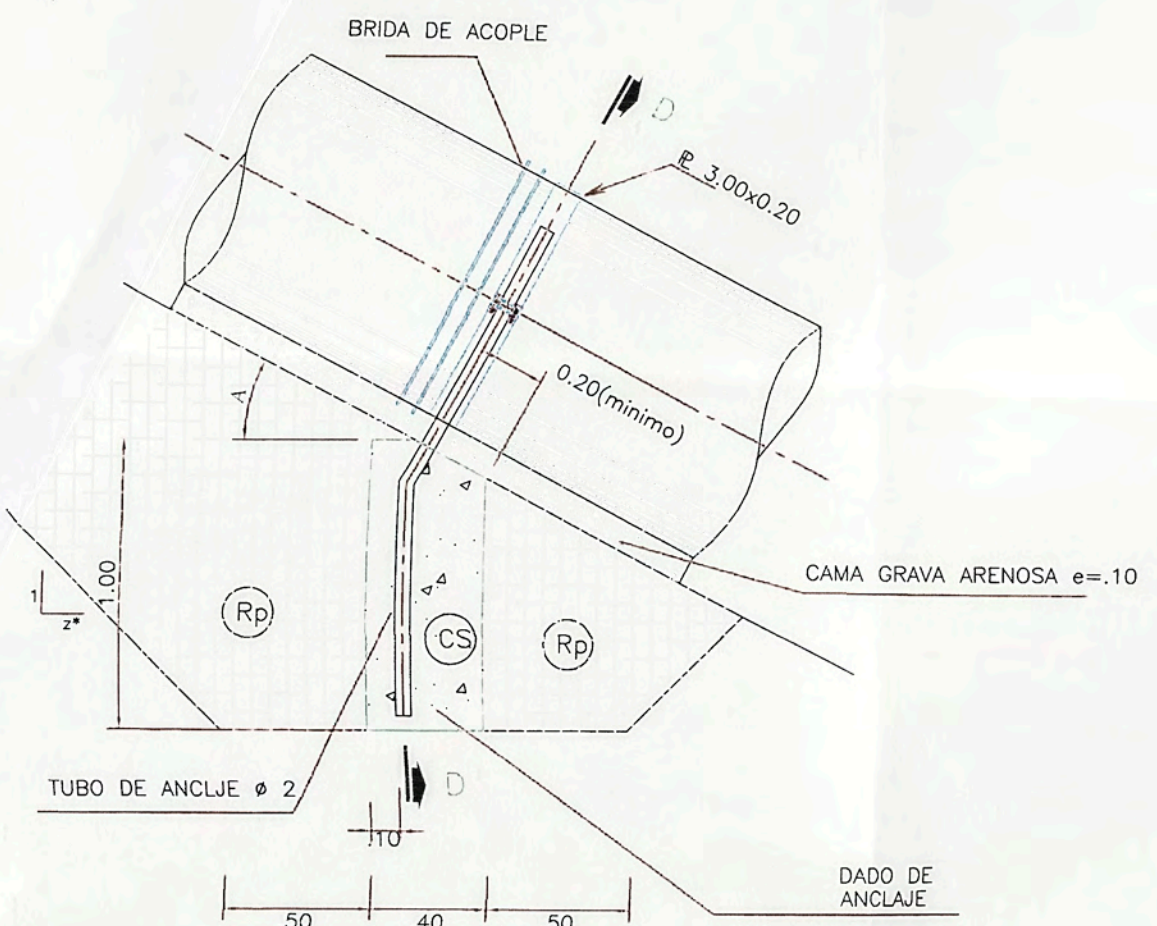 BRIDA DE ACOPLE
D
⅊ 3.00x0.20
0.20(minimo)
A
1.00
1
z*
Rp
CS
Rp
CAMA GRAVA ARENOSA e=.10
TUBO DE ANCLJE ø 2
D
.10
DADO DE
ANCLAJE
50
40
50